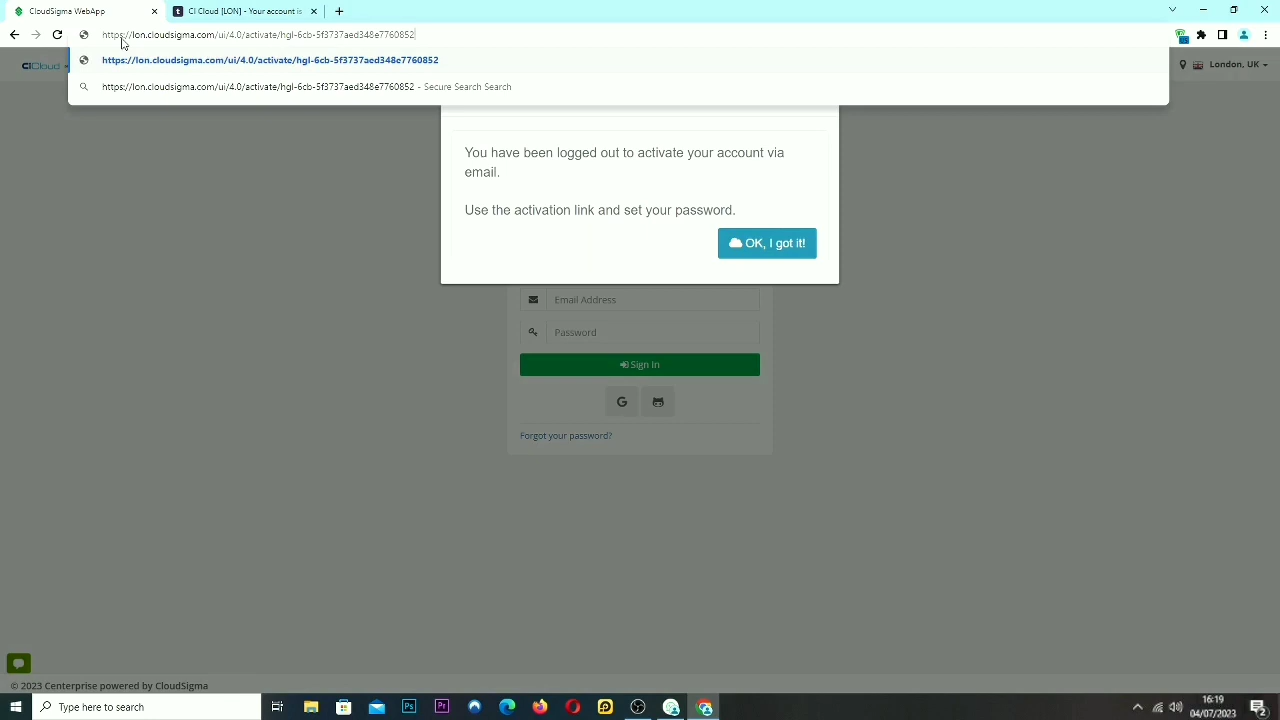 CloudSigma WebApp
CI Cloud [LON] - Your account is
https://lon.cloudsigma.com/ui/4.0/activate/hgl-6cb-5f3737aed348e7760852
https://lon.cloudsigma.com/ui/4.0/activate/hgl-6cb-5f3737aed348e7760852
https://lon.cloudsigma.com/ui/4.0/activate/hgl-6cb-5f3737aed348e7760852 - Secure Search Search
CiCloud
London, UK
You have been logged out to activate your account via
email.
Use the activation link and set your password.
OK, I got it!
Email Address
Password
Sign In
Forgot your password?
© 2023 Centerprise powered by CloudSigma
Type here to search
16:19
04/07/2023
2